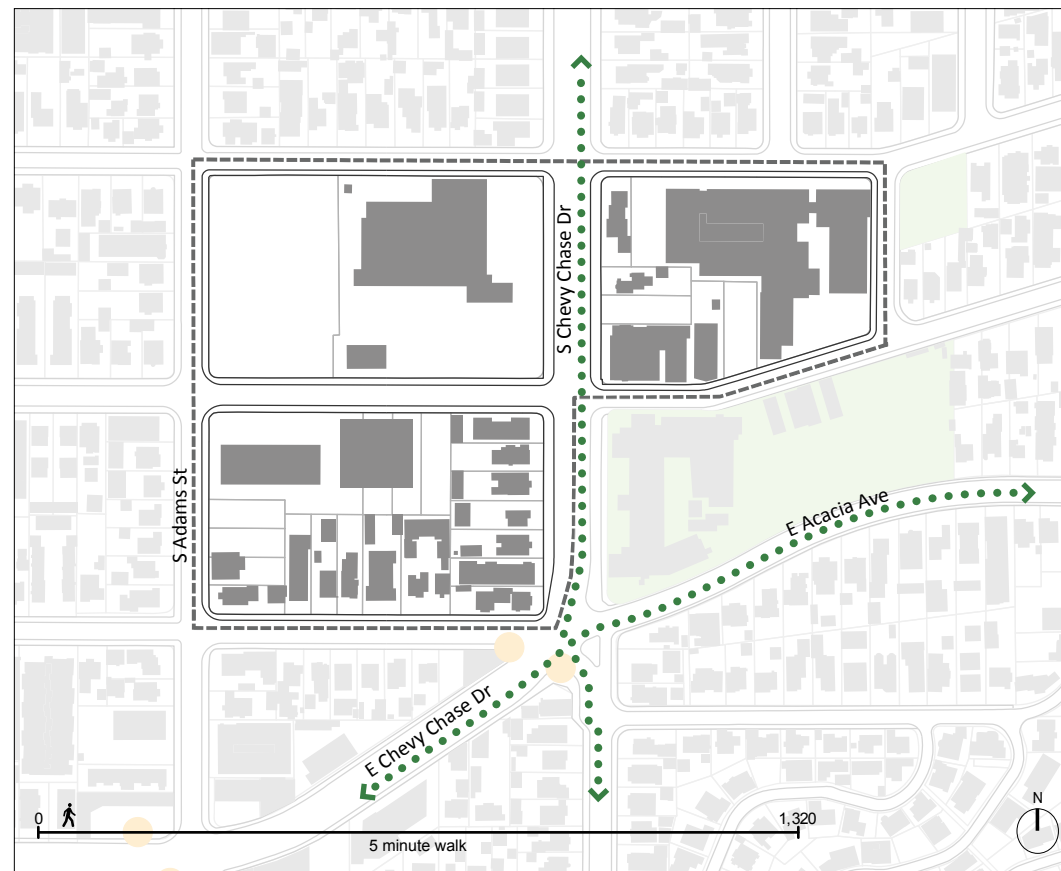 S Chevy Chase Dr
S Adams St
E Acacia Ave
E Chevy Chase Dr
0
1,320
5 minute walk
N